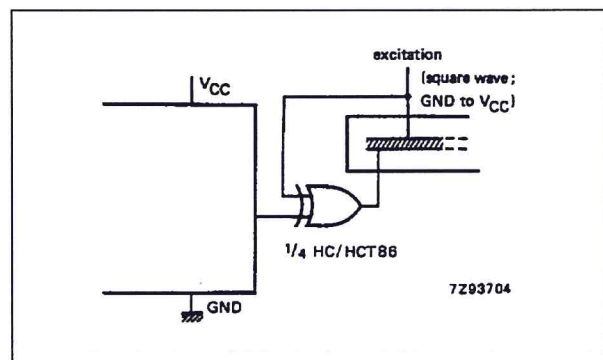 excitation
(square wave;
GND to VCC)
VCC
1/4 HC/HCT86
7Z93704
GND